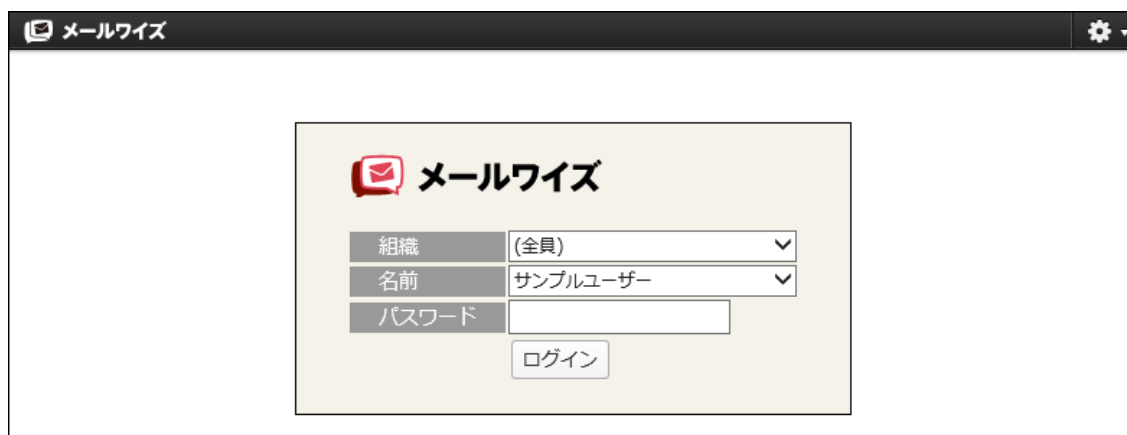 メールワイズ
メールワイズ
組織 (全員)
名前 サンプルユーザー
パスワード
ログイン